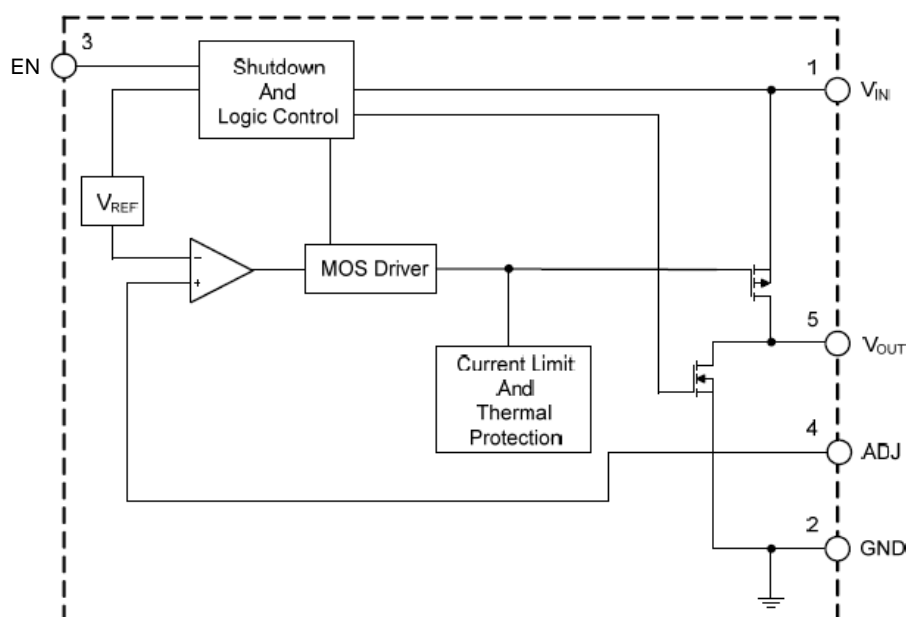 3
EN
Shutdown
And
Logic Control
1
VIN
VREF
−
+
MOS Driver
5
VOUT
Current Limit
And
Thermal
Protection
4
ADJ
2
GND